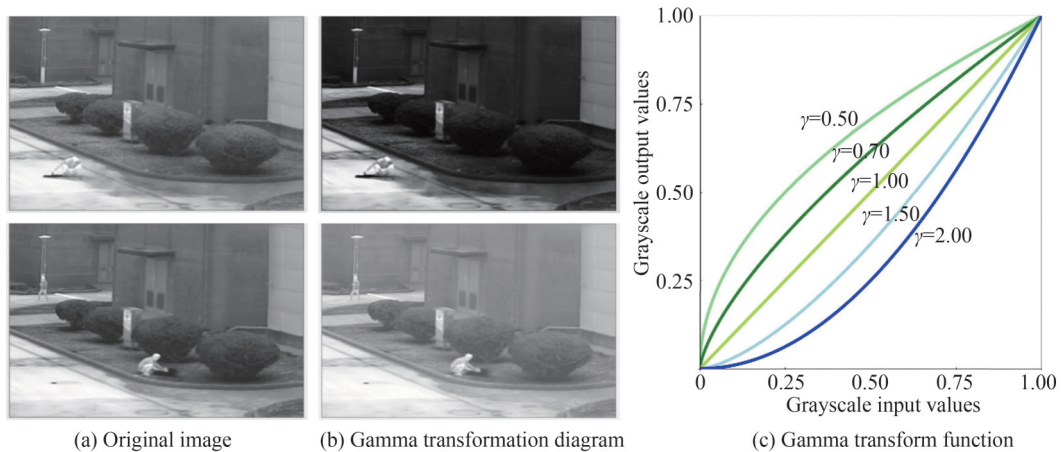 1.00
0.75
0.50
0.25
0
0.25
0.50
0.75
1.00
Grayscale output values
Grayscale input values
γ=0.50
γ=0.70
γ=1.00
γ=1.50
γ=2.00
(a) Original image
(b) Gamma transformation diagram
(c) Gamma transform function